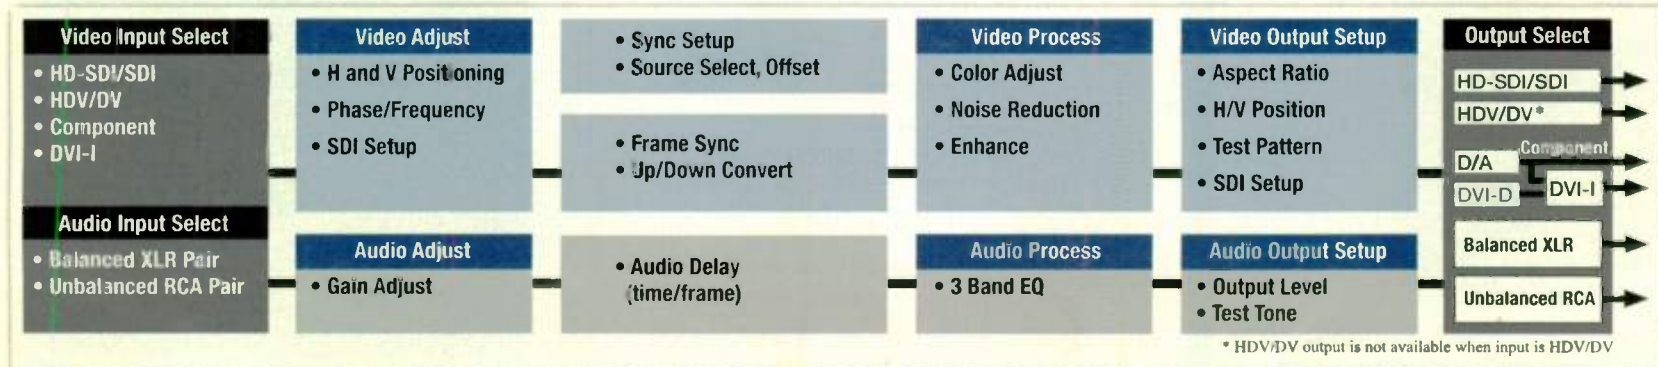 Video Input Select
• HD-SDI/SDI
• HDV/DV
• Component
• DVI-I
Audio Input Select
• Balanced XLR Pair
• Unbalanced RCA Pair
Video Adjust
• H and V Positioning
• Phase/Frequency
• SDI Setup
Audio Adjust
• Gain Adjust
• Sync Setup
• Source Select, Offset
• Frame Sync
• Up/Down Convert
• Audio Delay
(time/frame)
Video Process
• Color Adjust
• Noise Reduction
• Enhance
Audio Process
• 3 Band EQ
Video Output Setup
• Aspect Ratio
• H/V Position
• Test Pattern
• SDI Setup
Audio Output Setup
• Output Level
• Test Tone
Output Select
HD-SDI/SDI
HDV/DV*
Component
D/A
DVI-D
DVI-I
Balanced XLR
Unbalanced RCA
* HDV/DV output is not available when input is HDV/DV